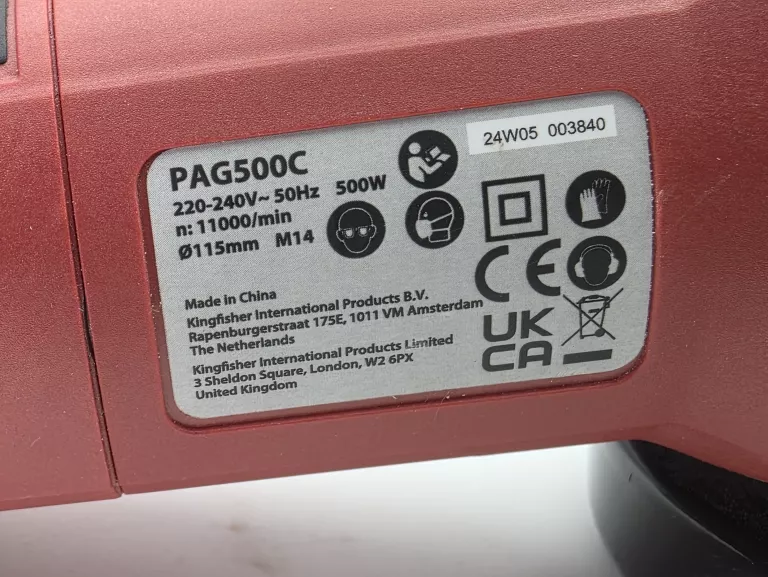 24W05 003840
PAG500C
220-240V~ 50Hz 500W
n: 11000/min
Ø115mm M14
Made in China
Kingfisher International Products B.V.
Rapenburgerstraat 175E, 1011 VM Amsterdam
The Netherlands
Kingfisher International Products Limited
3 Sheldon Square, London, W2 6PX
United Kingdom
CE
UK
CA